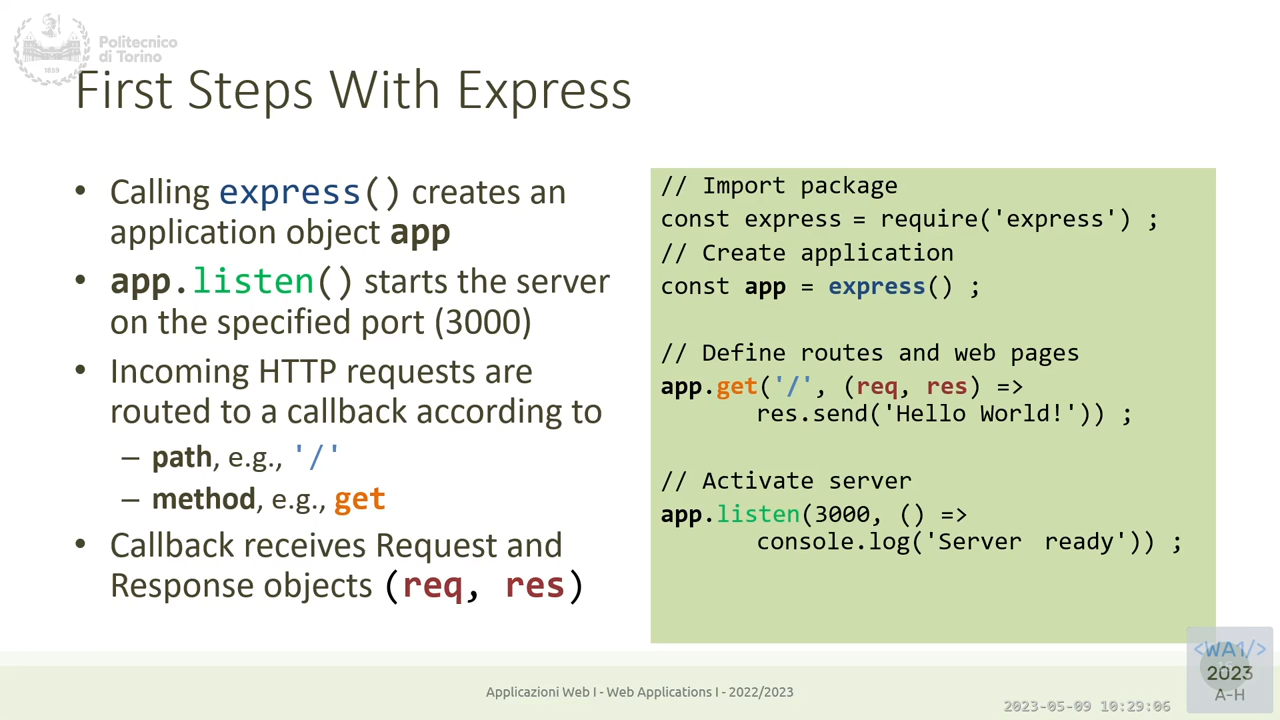 Politecnico
di Torino
1859
First Steps With Express
• Calling express() creates an
application object app
• app.listen() starts the server
on the specified port (3000)
• Incoming HTTP requests are
routed to a callback according to
– path, e.g., '/'
– method, e.g., get
• Callback receives Request and
Response objects (req, res)
// Import package
const express = require('express') ;
// Create application
const app = express() ;
// Define routes and web pages
app.get('/', (req, res) =>
res.send('Hello World!')) ;
// Activate server
app.listen(3000, () =>
console.log('Server ready')) ;
Applicazioni Web I - Web Applications I - 2022/2023
<WA1/>
2023
A-H
2023-05-09 10:29:06